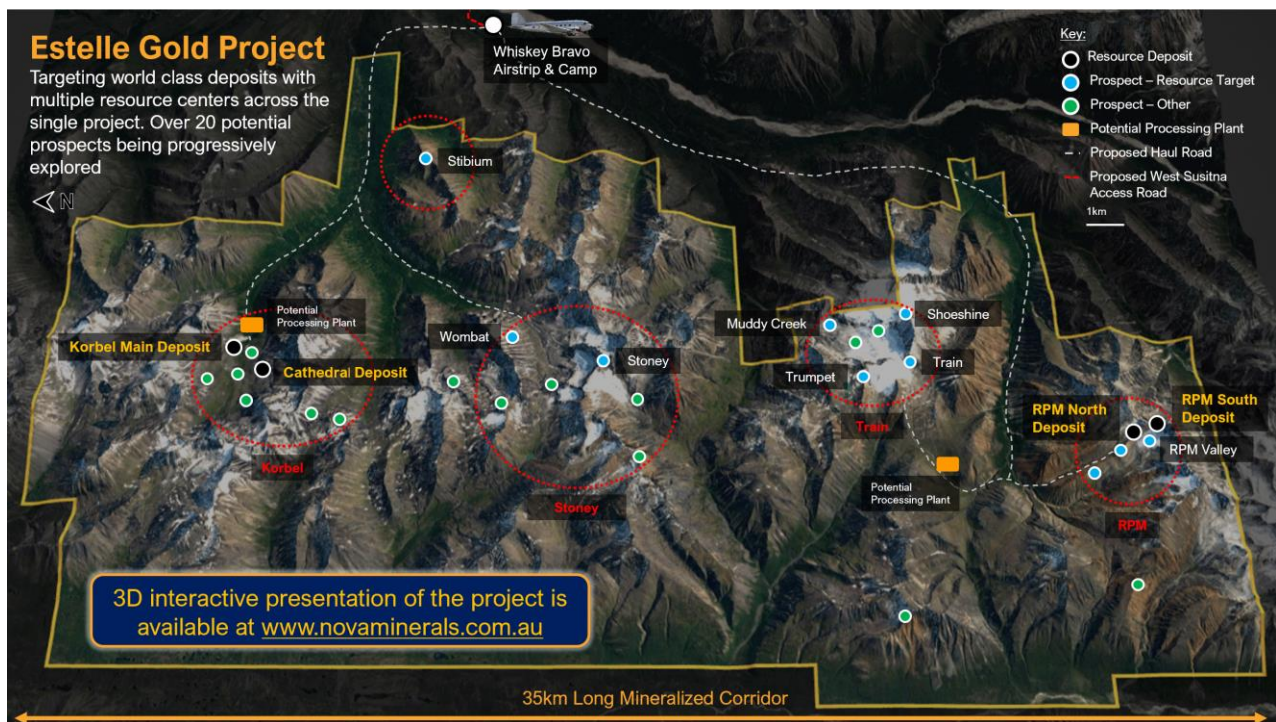 Estelle Gold Project
Targeting world class deposits with
multiple resource centers across the
single project. Over 20 potential
prospects being progressively
explored
N
Whiskey Bravo
Airstrip & Camp
Key:
Resource Deposit
Prospect – Resource Target
Prospect – Other
Potential Processing Plant
Proposed Haul Road
Proposed West Susitna
Access Road
1km
Stibium
Potential
Processing Plant
Korbel Main Deposit
Cathedral Deposit
Korbel
Wombat
Stoney
Stoney
Muddy Creek
Shoeshine
Trumpet
Train
Train
Potential
Processing Plant
RPM North
Deposit
RPM South
Deposit
RPM Valley
RPM
3D interactive presentation of the project is
available at www.novaminerals.com.au
35km Long Mineralized Corridor